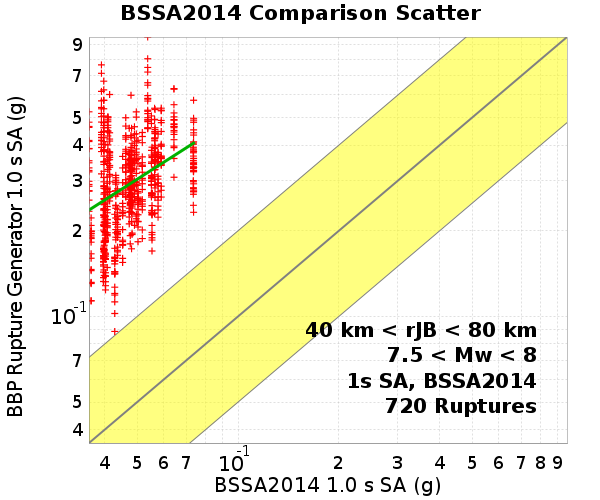 BSSA2014 Comparison Scatter
BBP Rupture Generator 1.0 s SA (g)
9
7
5
4
3
2
10-1
7
5
4
40 km < rJB < 80 km
7.5 < Mw < 8
1s SA, BSSA2014
720 Ruptures
4 5 6 7 10-1 2 3 4 5 6 7 8 9
BSSA2014 1.0 s SA (g)